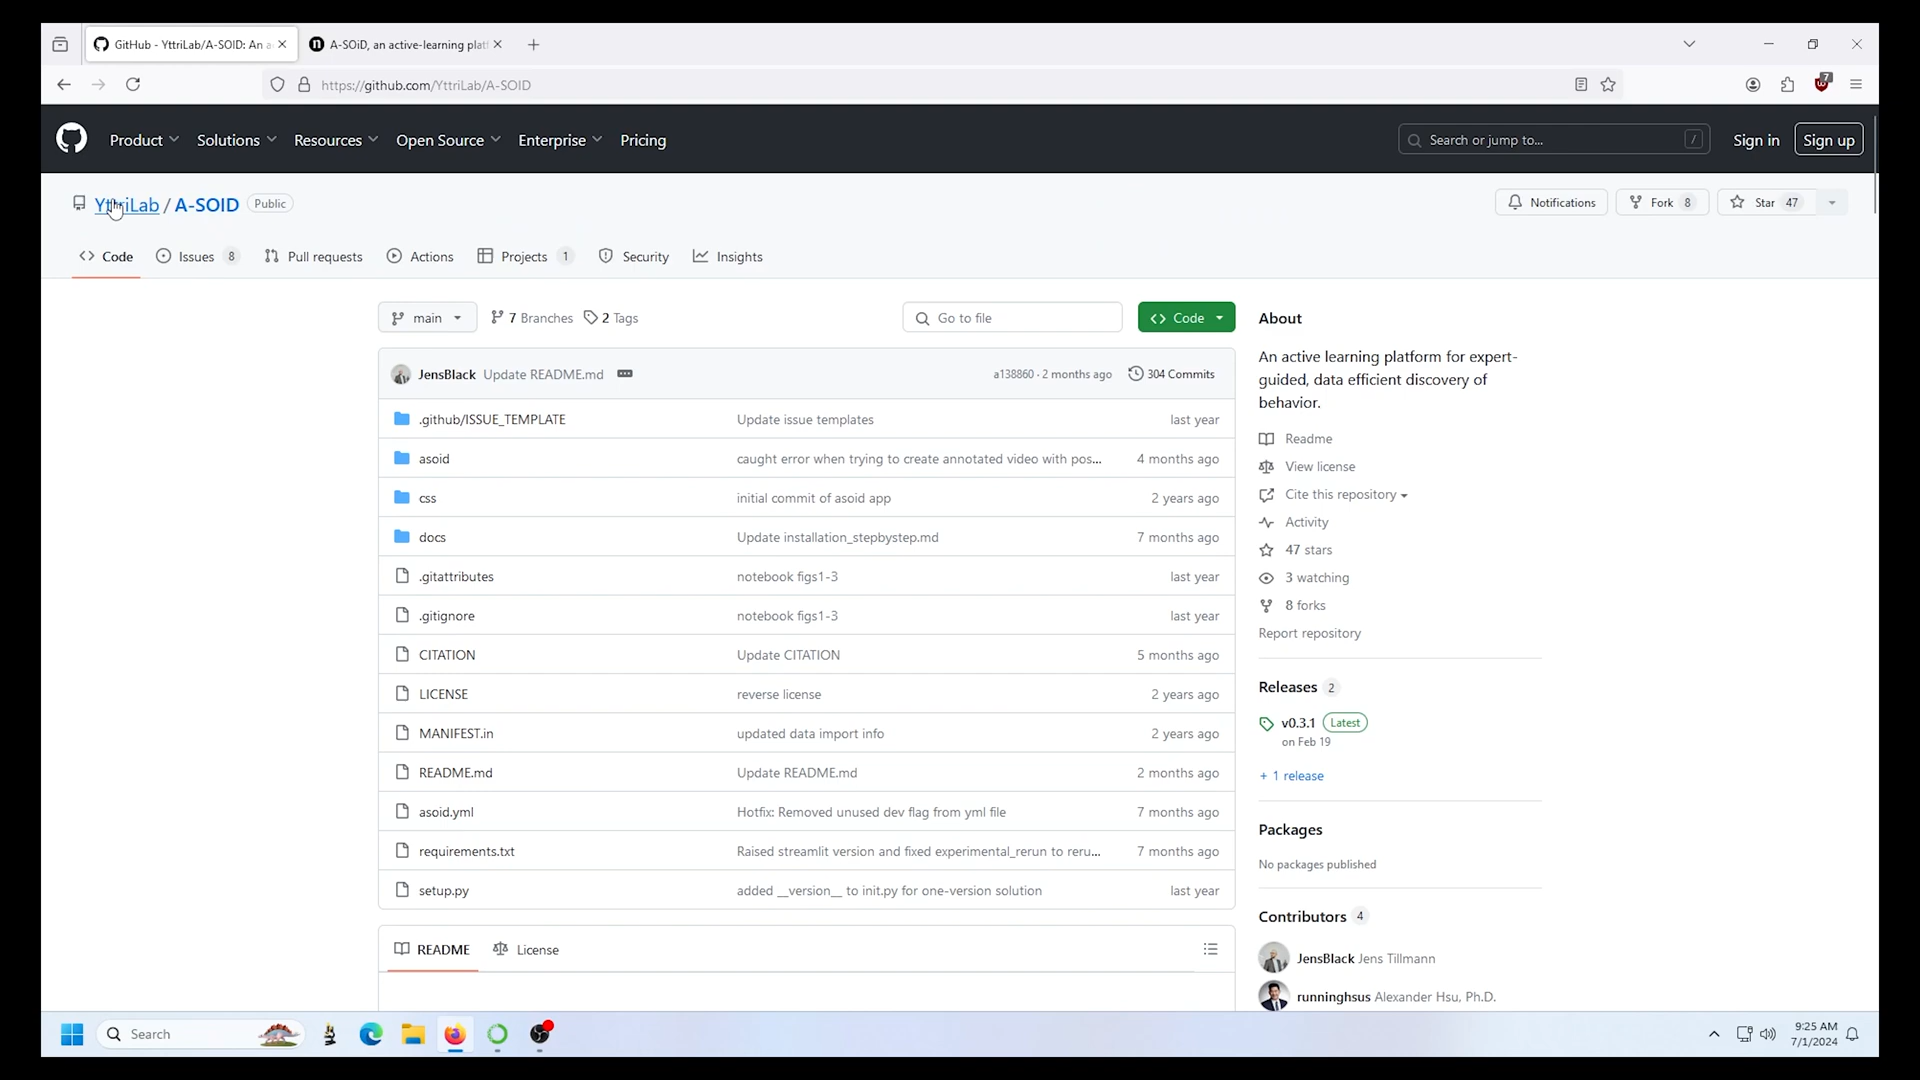 GitHub - YttriLab/A-SOID: An a
A-SOiD, an active-learning plat
https://github.com/YttriLab/A-SOID
7
Product
Solutions
Resources
Open Source
Enterprise
Pricing
Search or jump to...
/
Sign in
Sign up
YttriLab / A-SOID
Public
Notifications
Fork 8
Star 47
Code
Issues 8
Pull requests
Actions
Projects 1
Security
Insights
main
7 Branches
2 Tags
Go to file
Code
JensBlack Update README.md
a138860 · 2 months ago
304 Commits
.github/ISSUE_TEMPLATE Update issue templates last year
asoid caught error when trying to create annotated video with pos... 4 months ago
css initial commit of asoid app 2 years ago
docs Update installation_stepbystep.md 7 months ago
.gitattributes notebook figs1-3 last year
.gitignore notebook figs1-3 last year
CITATION Update CITATION 5 months ago
LICENSE reverse license 2 years ago
MANIFEST.in updated data import info 2 years ago
README.md Update README.md 2 months ago
asoid.yml Hotfix: Removed unused dev flag from yml file 7 months ago
requirements.txt Raised streamlit version and fixed experimental_rerun to reru... 7 months ago
setup.py added __version__ to init.py for one-version solution last year
README
License
About
An active learning platform for expert-
guided, data efficient discovery of
behavior.
Readme
View license
Cite this repository
Activity
47 stars
3 watching
8 forks
Report repository
Releases 2
v0.3.1 Latest
on Feb 19
+ 1 release
Packages
No packages published
Contributors 4
JensBlack Jens Tillmann
runninghsus Alexander Hsu, Ph.D.
Search
9:25 AM
7/1/2024